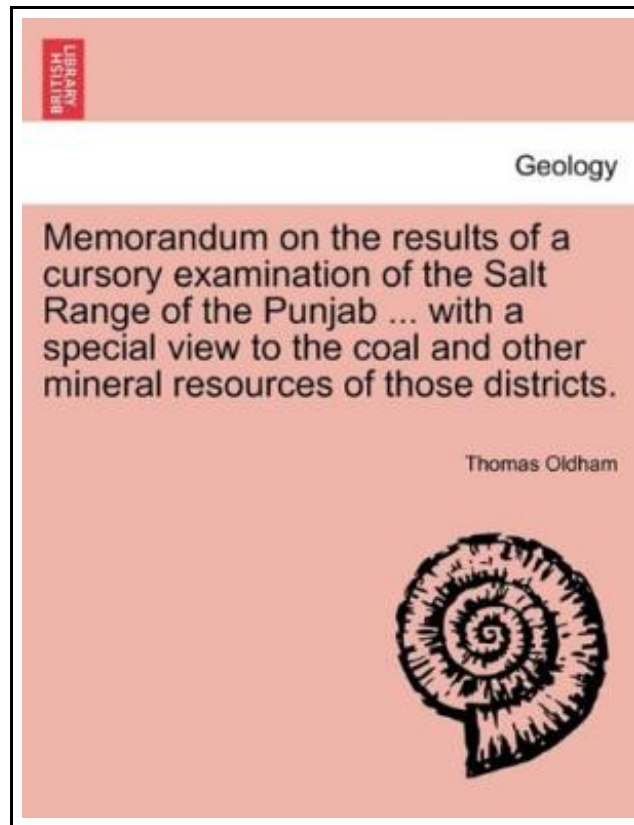 BRITISH
LIBRARY
Geology
Memorandum on the results of a
cursory examination of the Salt
Range of the Punjab ... with a
special view to the coal and other
mineral resources of those districts.
Thomas Oldham